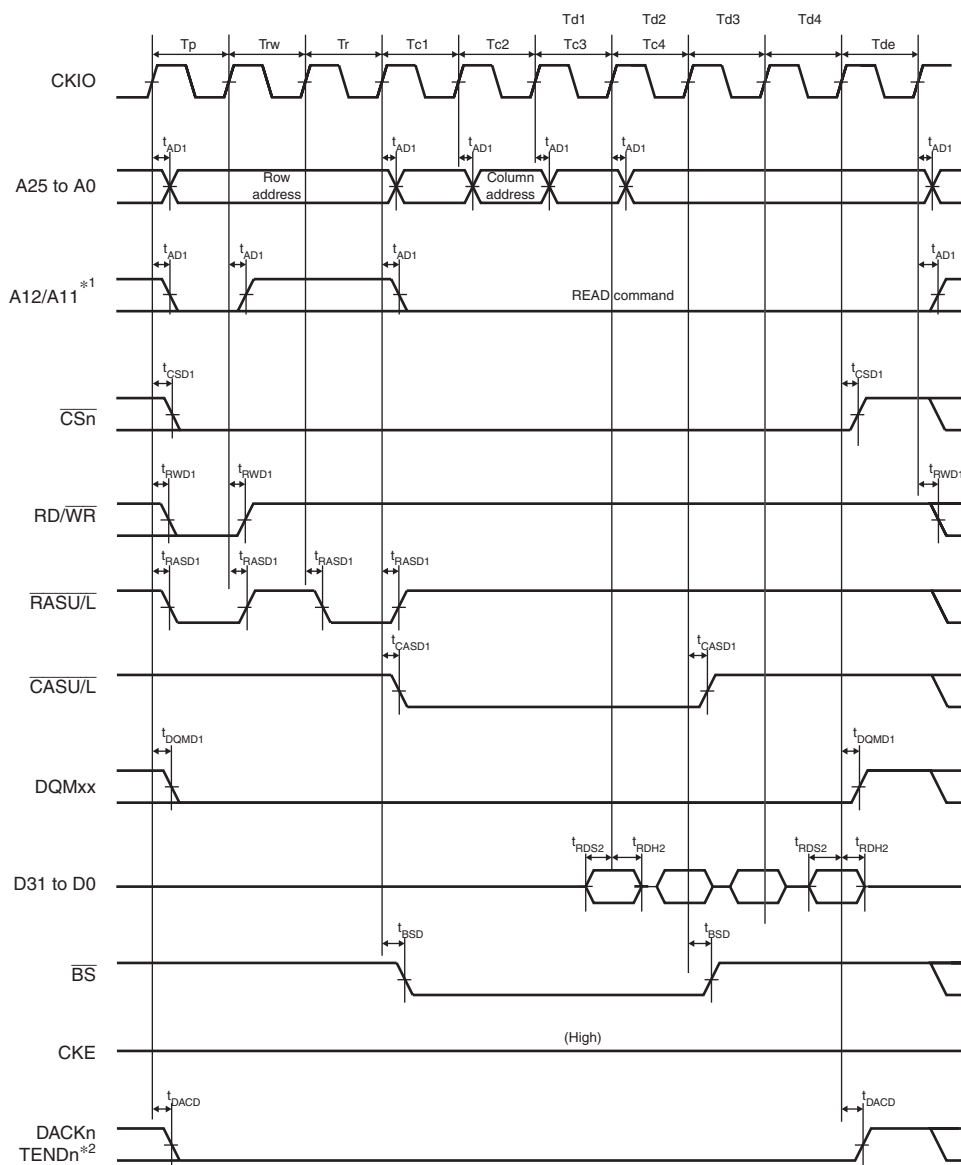 Td1 Td2 Td3 Td4
Tp Trw Tr Tc1 Tc2 Tc3 Tc4 Tde
CKIO
tAD1 tAD1 tAD1 tAD1 tAD1 tAD1
A25 to A0
Row address
Column address
tAD1 tAD1 tAD1 tAD1
A12/A11*1
READ command
tCSD1 tCSD1
CSn
tRWD1 tRWD1 tRWD1
RD/WR
tRASD1 tRASD1 tRASD1 tRASD1
RASU/L
tCASD1 tCASD1
CASU/L
tDQMD1 tDQMD1
DQMxx
tRDS2 tRDH2 tRDS2 tRDH2
D31 to D0
tBSD tBSD
BS
(High)
CKE
tDACD tDACD
DACKn
TENDn*2